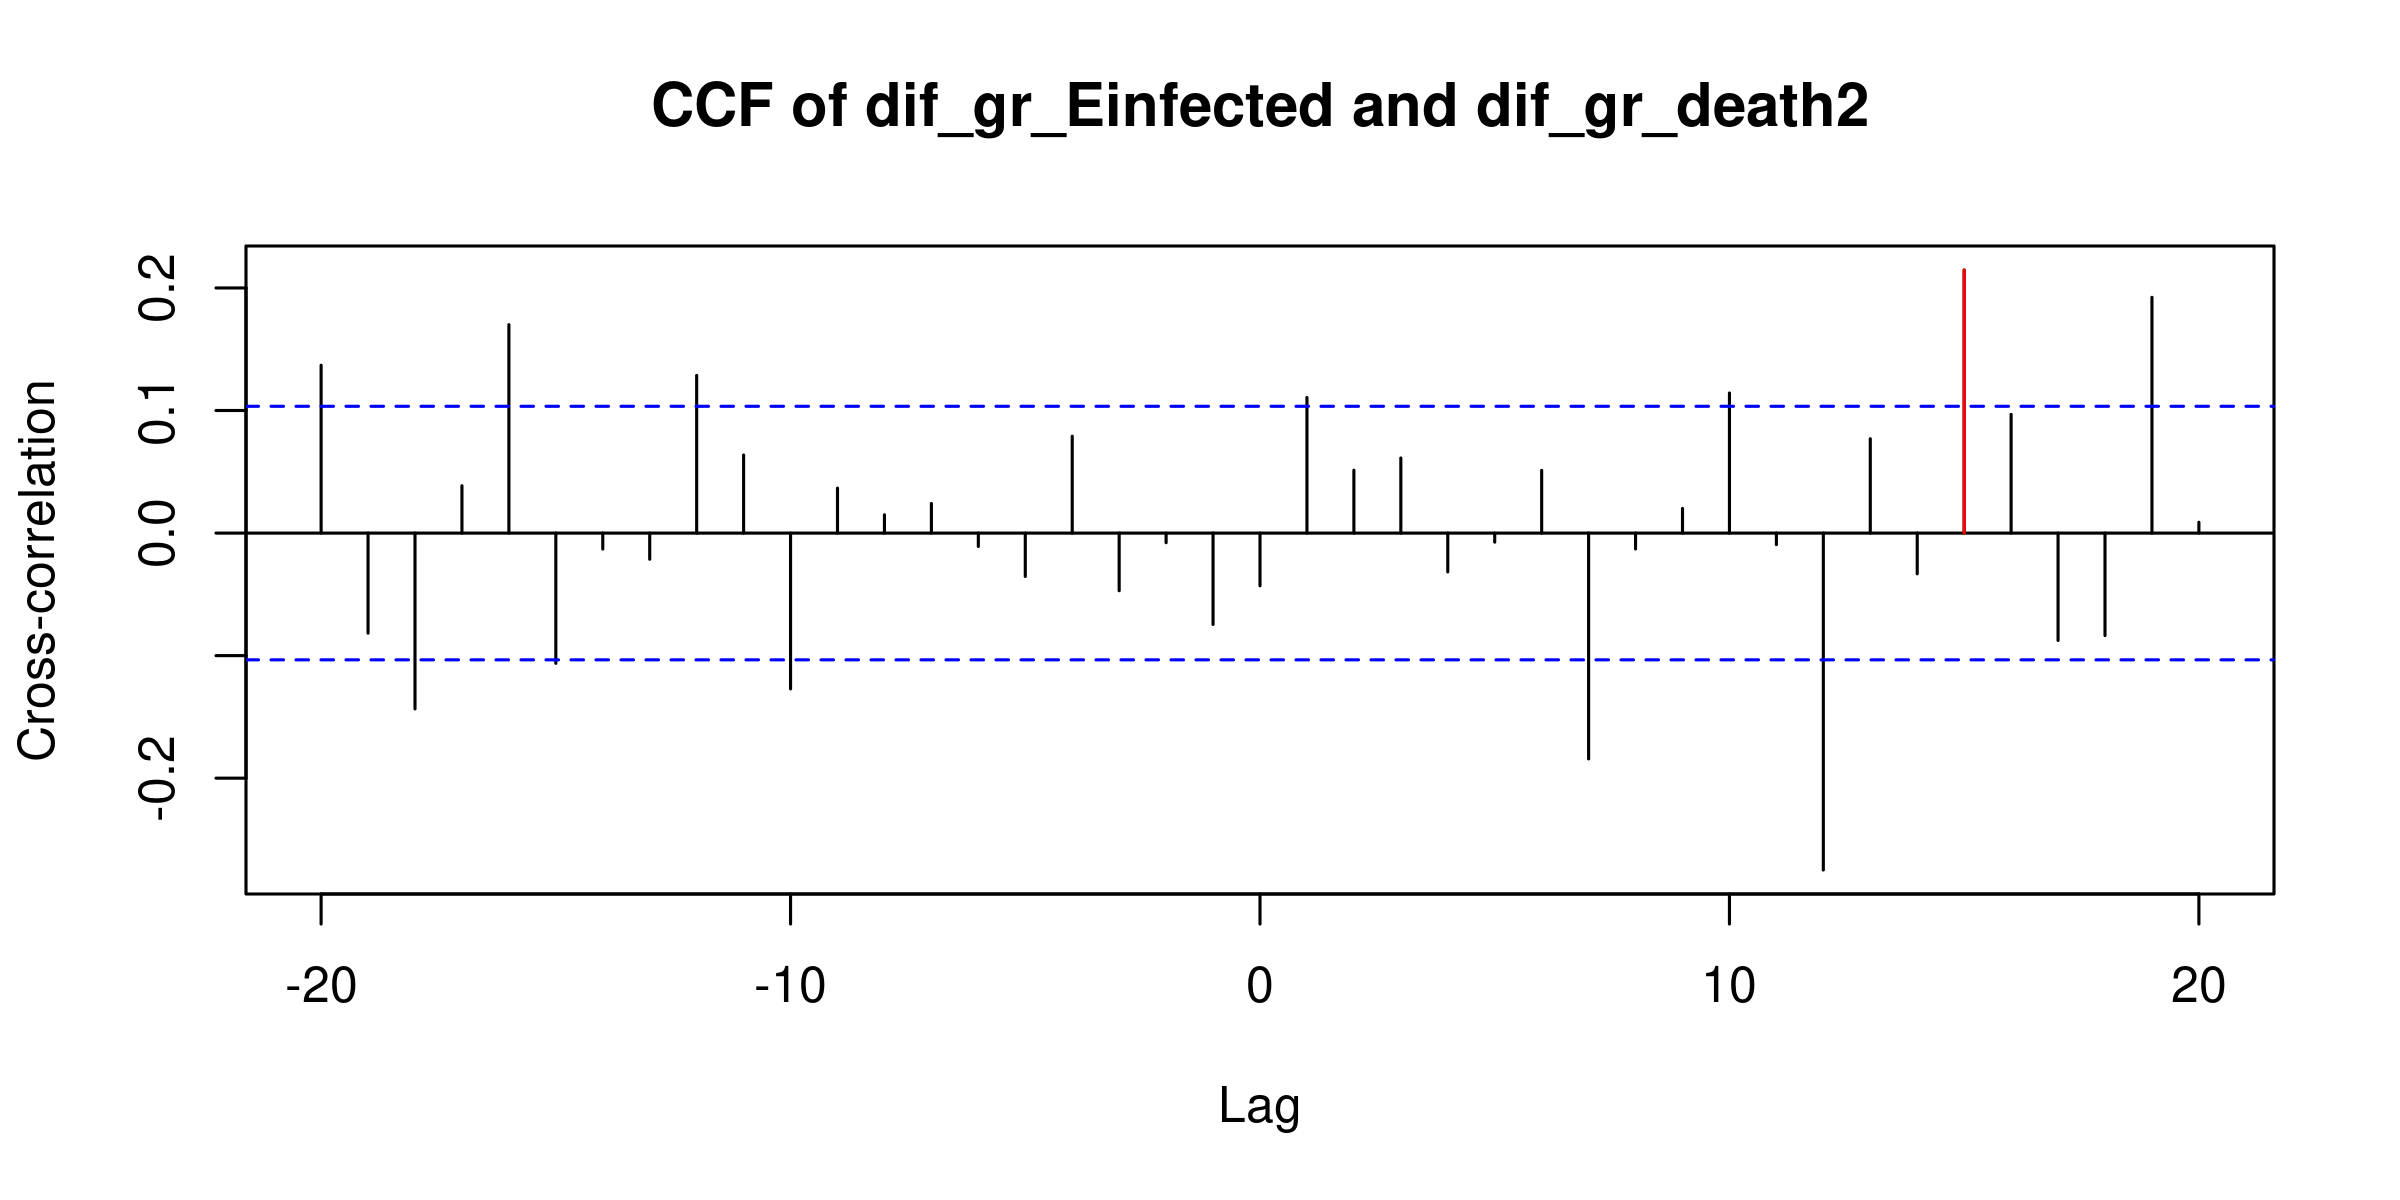 CCF of dif_gr_Einfected and dif_gr_death2
Cross-correlation
0.2
0.1
0.0
-0.2
-20 -10 0 10 20
Lag